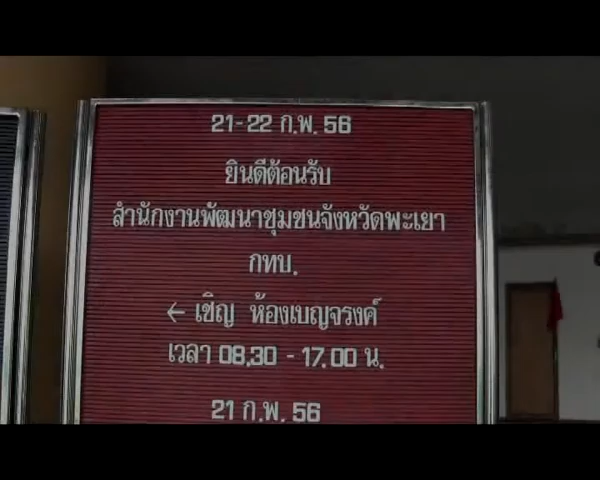 21-22 ก.พ. 56
ยินดีต้อนรับ
สำนักงานพัฒนาชุมชนจังหวัดพะเยา
กทบ.
← เชิญ ห้องเบญจรงค์
เวลา 08.30 - 17.00 น.
21 ก.พ. 56